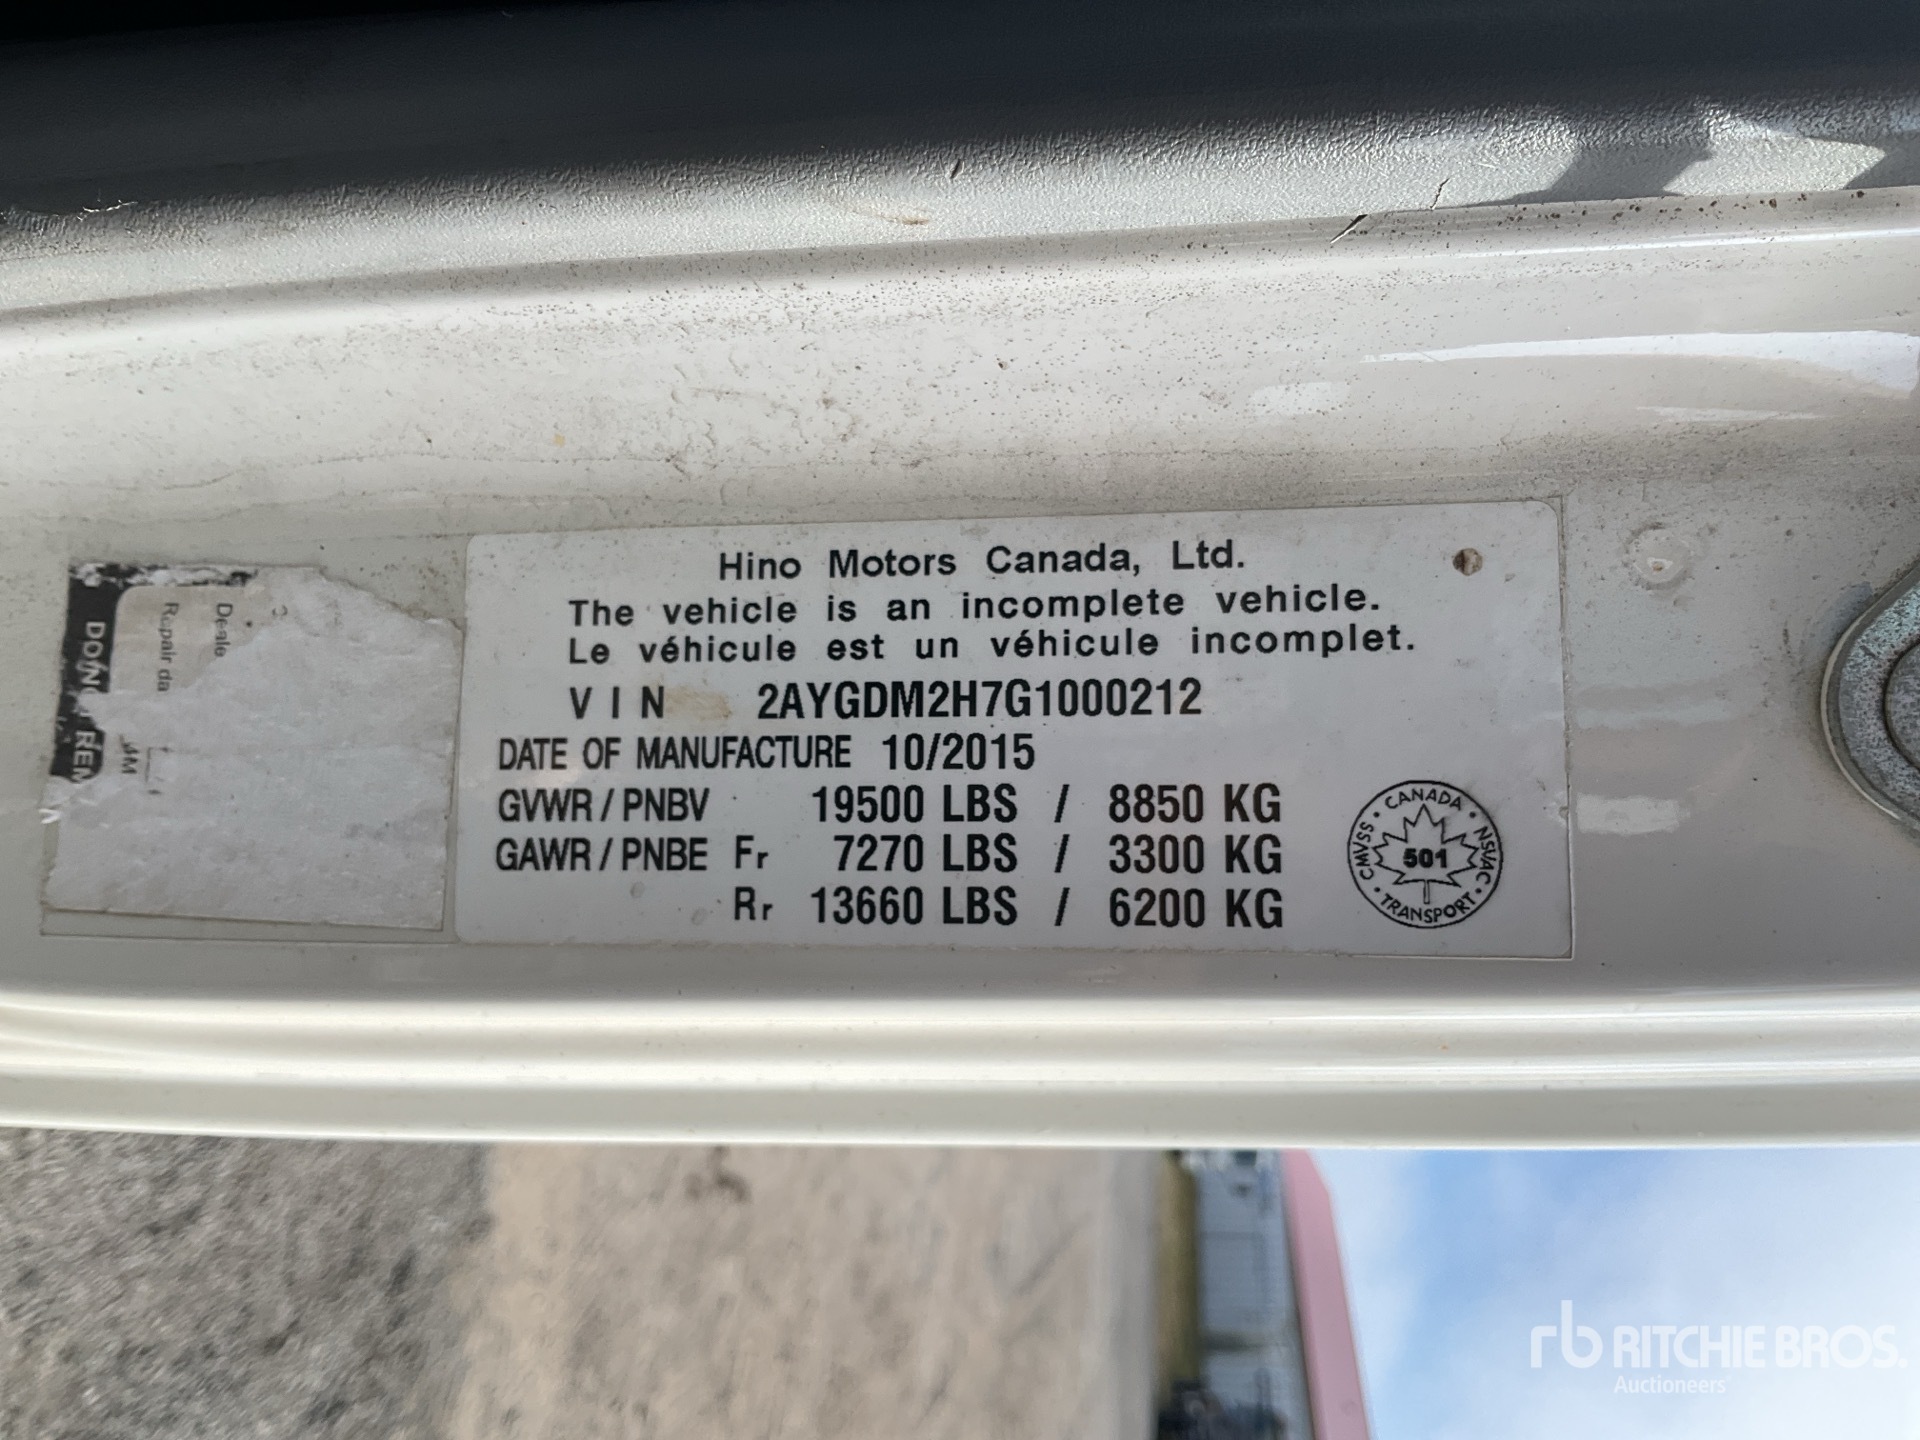 Hino Motors Canada, Ltd.
The vehicle is an incomplete vehicle.
Le véhicule est un véhicule incomplet.
VIN 2AYGDM2H7G1000212
DATE OF MANUFACTURE 10/2015
GVWR / PNBV 19500 LBS / 8850 KG
GAWR / PNBE Fr 7270 LBS / 3300 KG
Rr 13660 LBS / 6200 KG
CANADA
CMVSS
501
NSVAC
TRANSPORT
Repair da
rb RITCHIE BROS.
Auctioneers